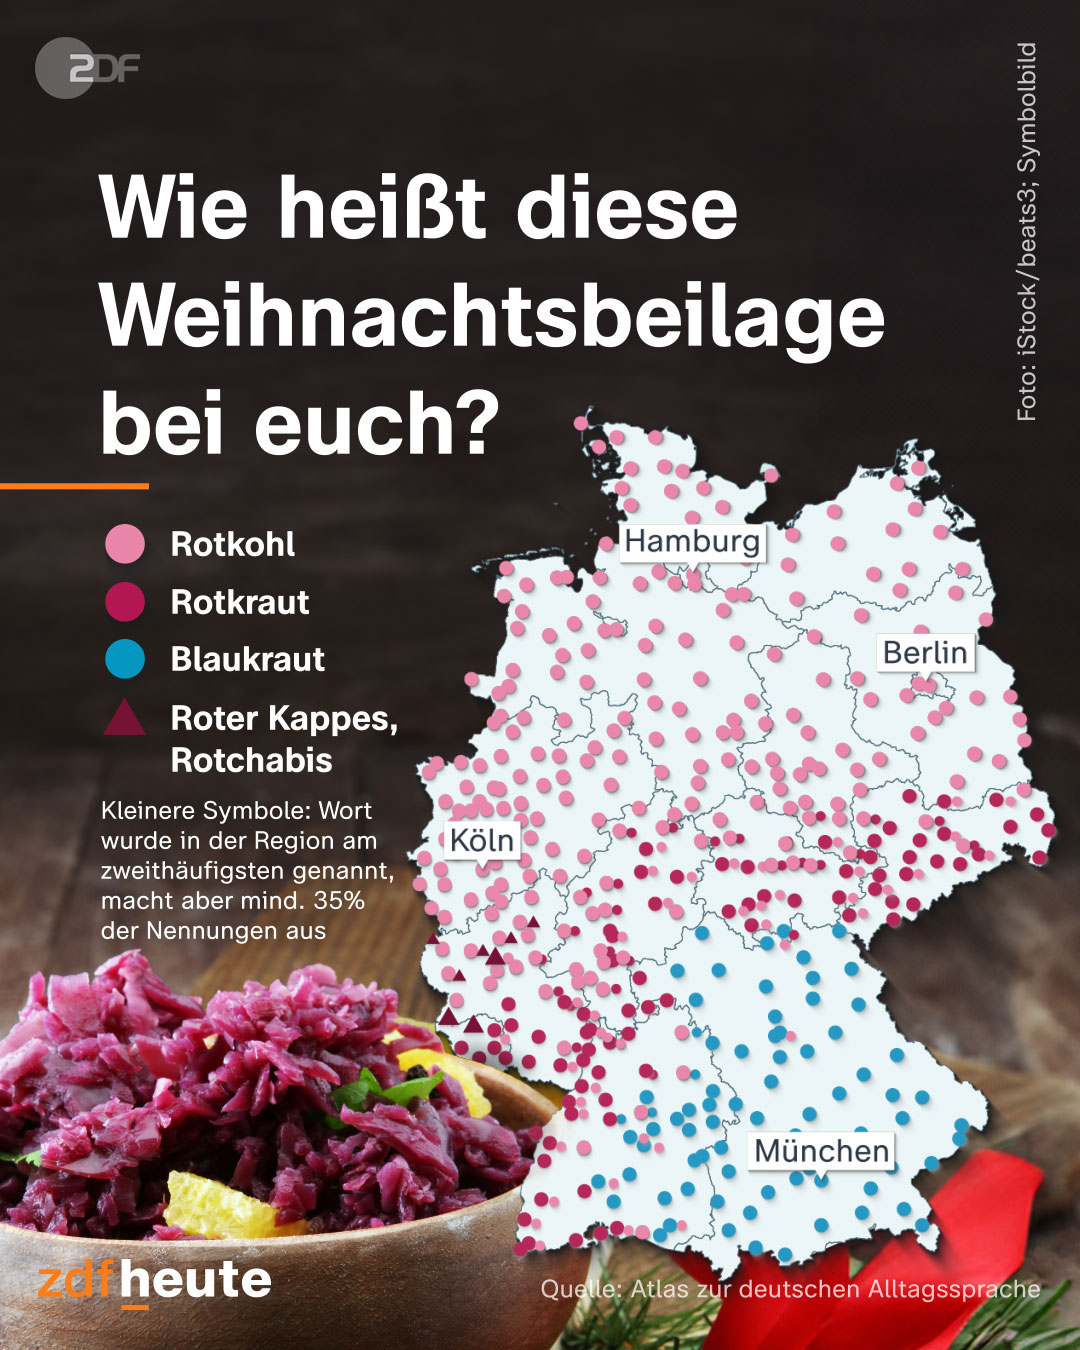 ZDF
Foto: iStock/beats3; Symbolbild
Wie heißt diese
Weihnachtsbeilage
bei euch?
Rotkohl
Rotkraut
Blaukraut
Roter Kappes,
Rotchabis
Kleinere Symbole: Wort
wurde in der Region am
zweithäufigsten genannt,
macht aber mind. 35%
der Nennungen aus
Hamburg
Berlin
Köln
München
zdfheute
Quelle: Atlas zur deutschen Alltagssprache